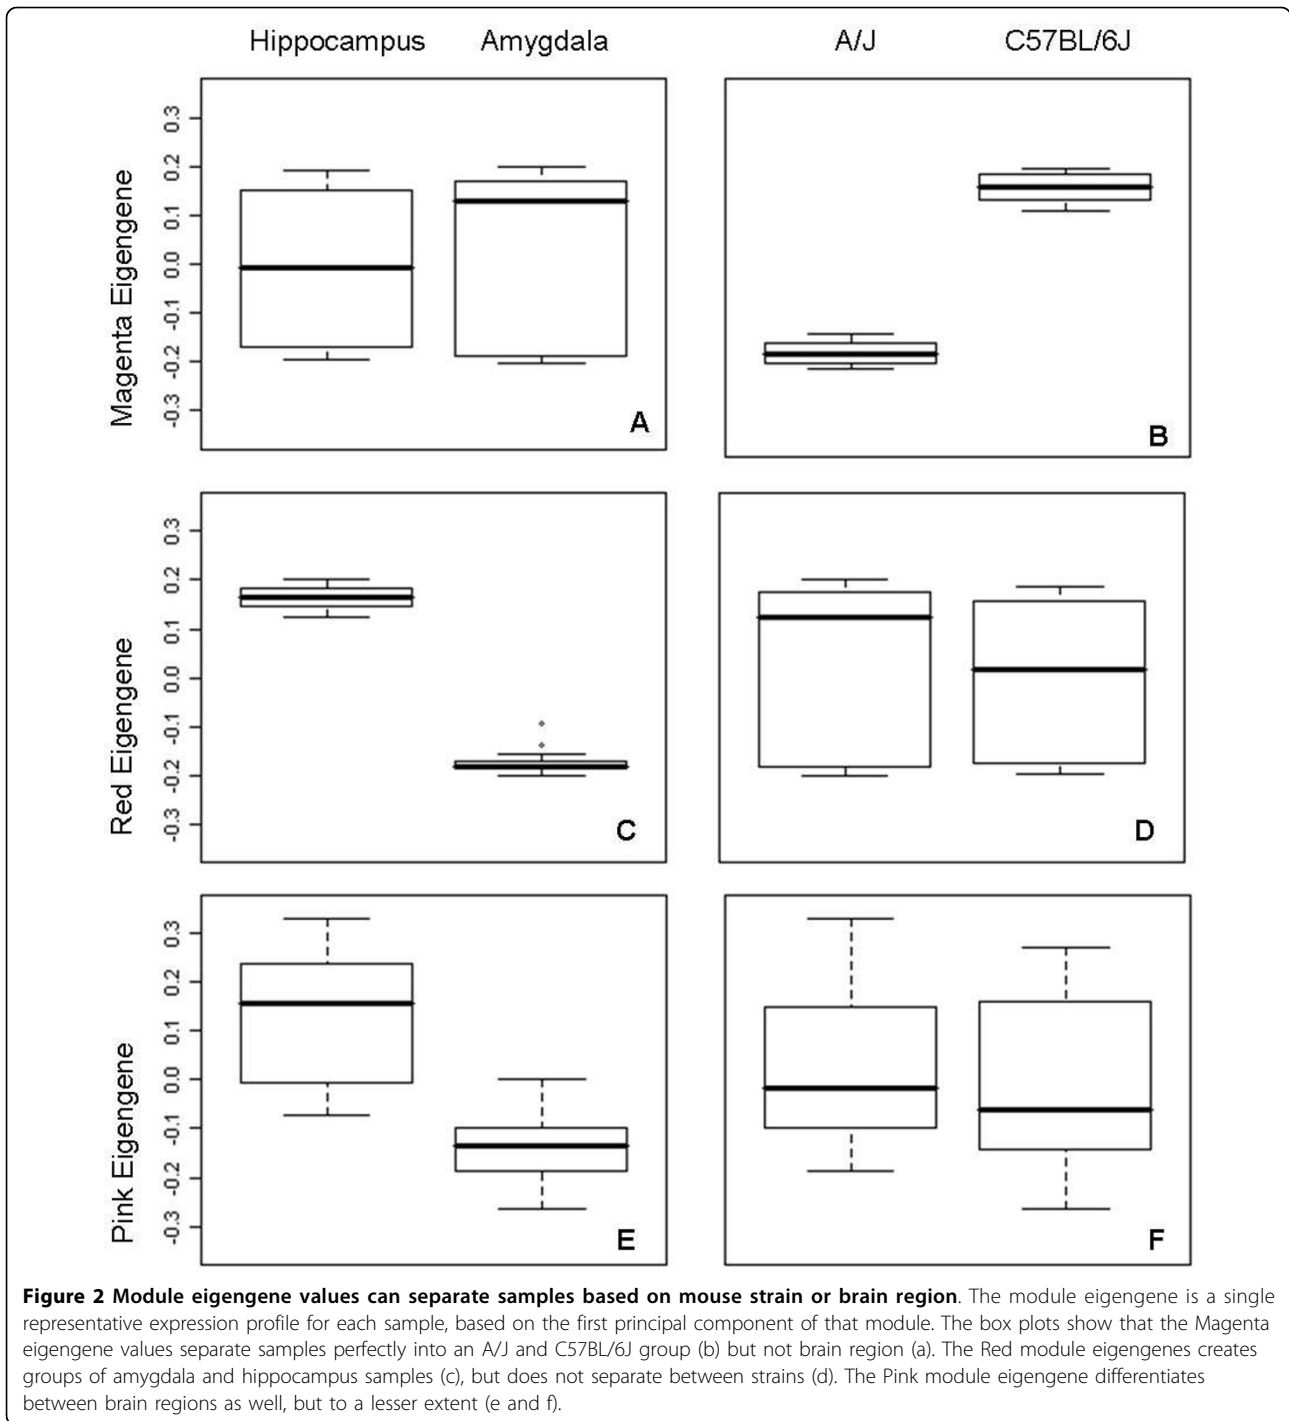 Hippocampus Amygdala A/J C57BL/6J
Magenta Eigengene
0.3
0.2
0.1
0.0
-0.1
-0.2
-0.3
A
B
Red Eigengene
0.3
0.2
0.1
0.0
-0.1
-0.2
-0.3
C
D
Pink Eigengene
0.3
0.2
0.1
0.0
-0.1
-0.2
-0.3
E
F
Figure 2 Module eigengene values can separate samples based on mouse strain or brain region. The module eigengene is a single
representative expression profile for each sample, based on the first principal component of that module. The box plots show that the Magenta
eigengene values separate samples perfectly into an A/J and C57BL/6J group (b) but not brain region (a). The Red module eigengenes creates
groups of amygdala and hippocampus samples (c), but does not separate between strains (d). The Pink module eigengene differentiates
between brain regions as well, but to a lesser extent (e and f).